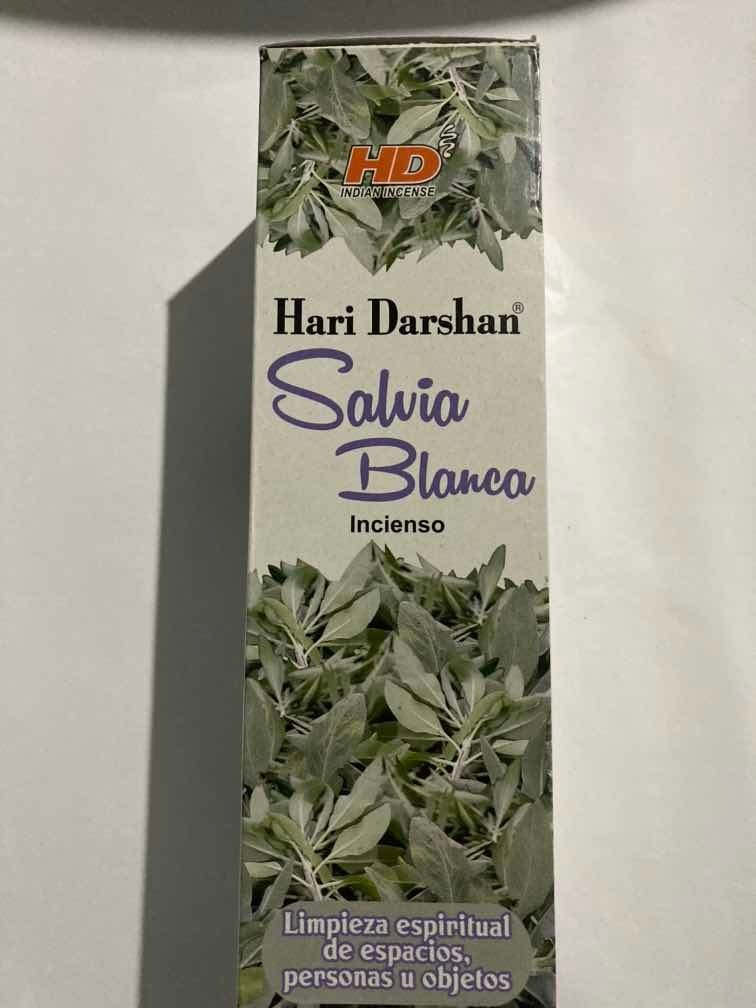 HD
INDIAN INCENSE
Hari Darshan®
Salvia
Blanca
Incienso
Limpieza espiritual
de espacios,
personas u objetos